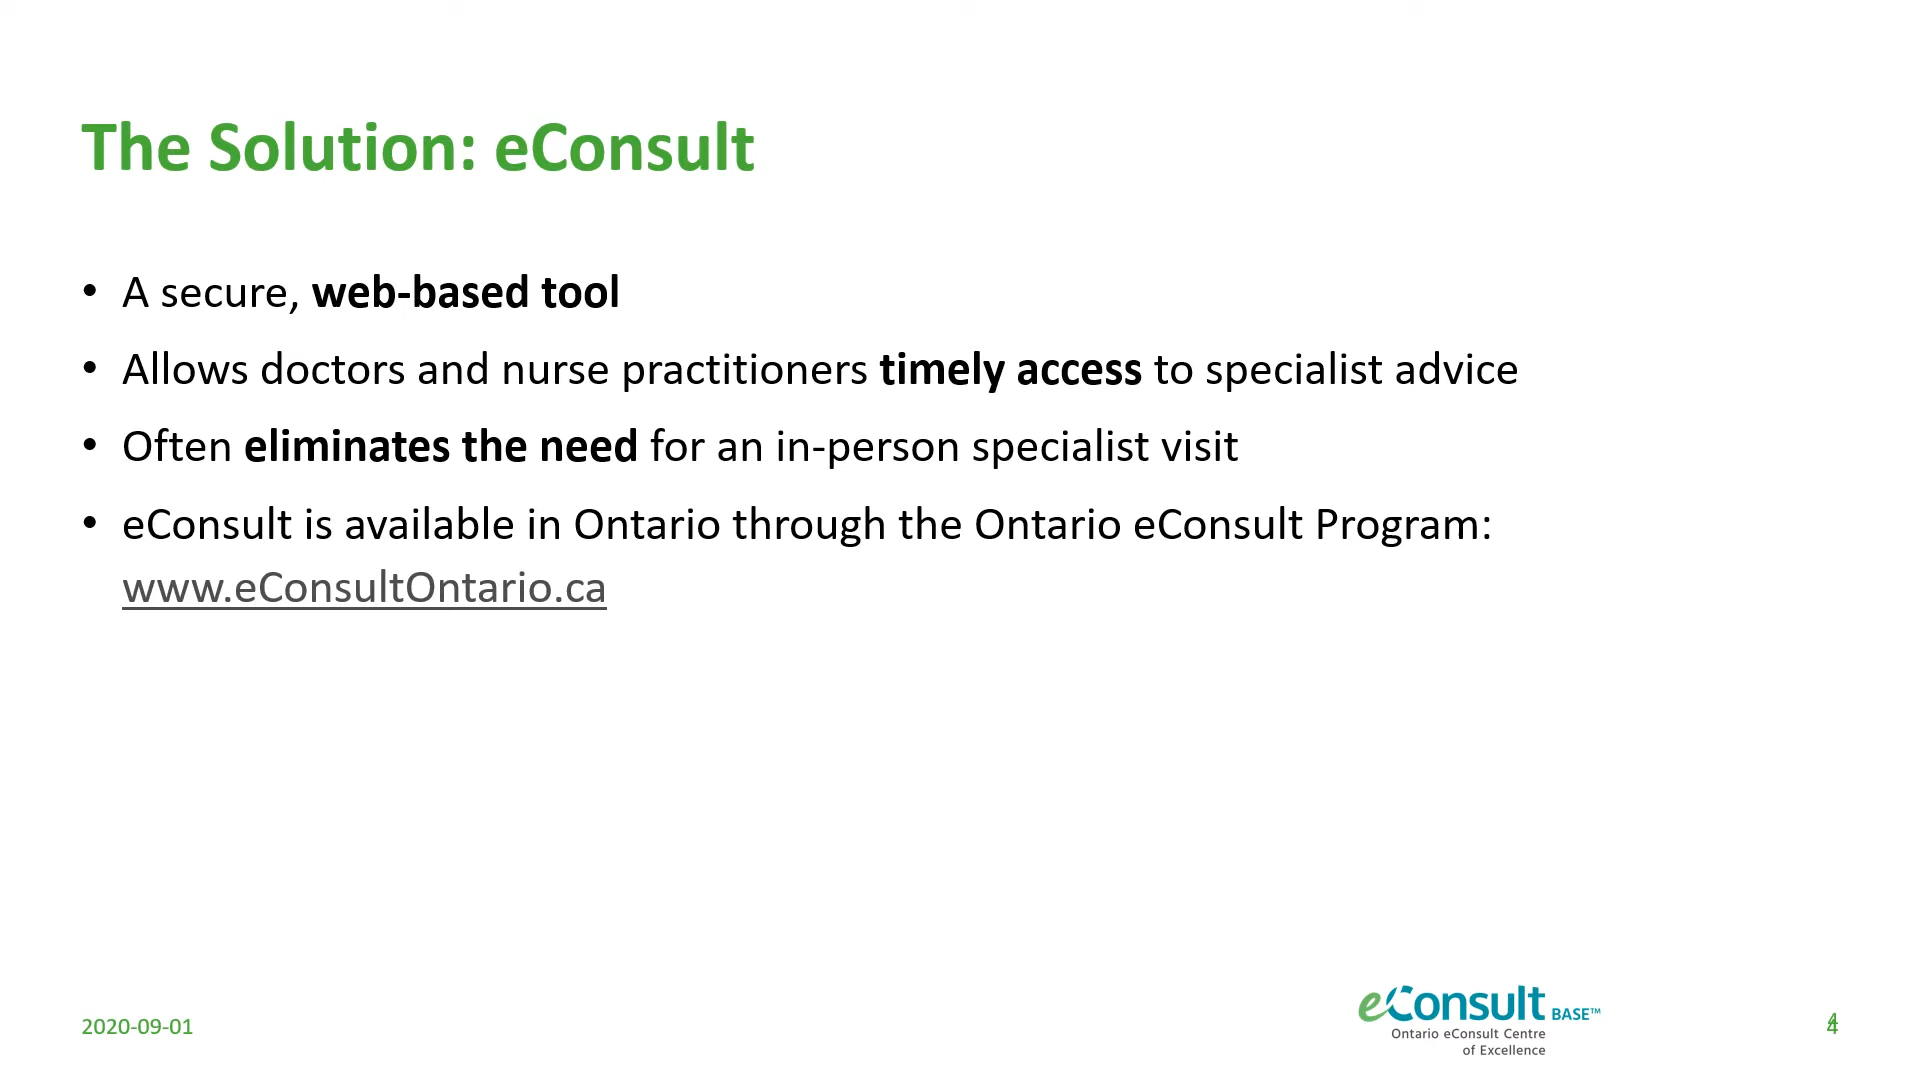 The Solution: eConsult
• A secure, web-based tool
• Allows doctors and nurse practitioners timely access to specialist advice
• Often eliminates the need for an in-person specialist visit
• eConsult is available in Ontario through the Ontario eConsult Program:
www.eConsultOntario.ca
2020-09-01
eConsult BASE™
Ontario eConsult Centre
of Excellence
4